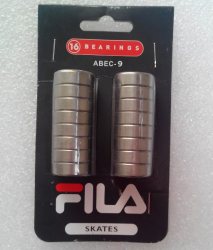 16 BEARINGS
ABEC-9
FILA
SKATES